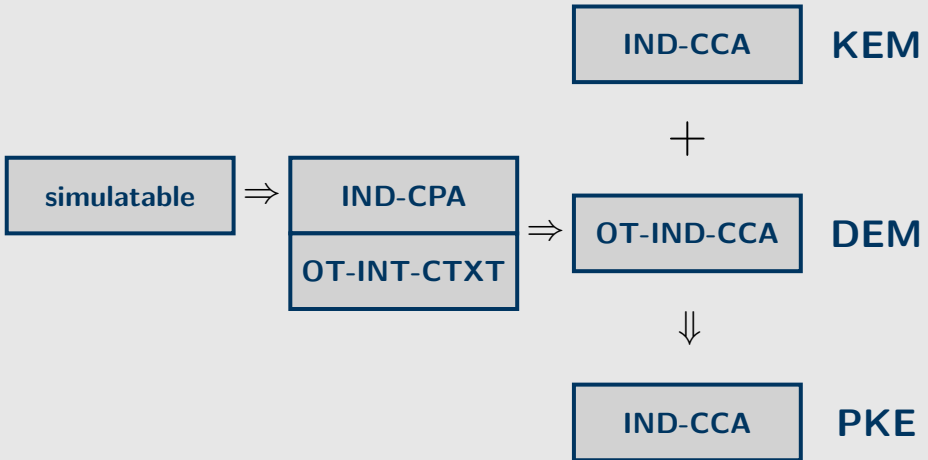 IND-CCA KEM
+
simulatable ⇒ IND-CPA
OT-INT-CTXT
⇒ OT-IND-CCA DEM
⇓
IND-CCA PKE